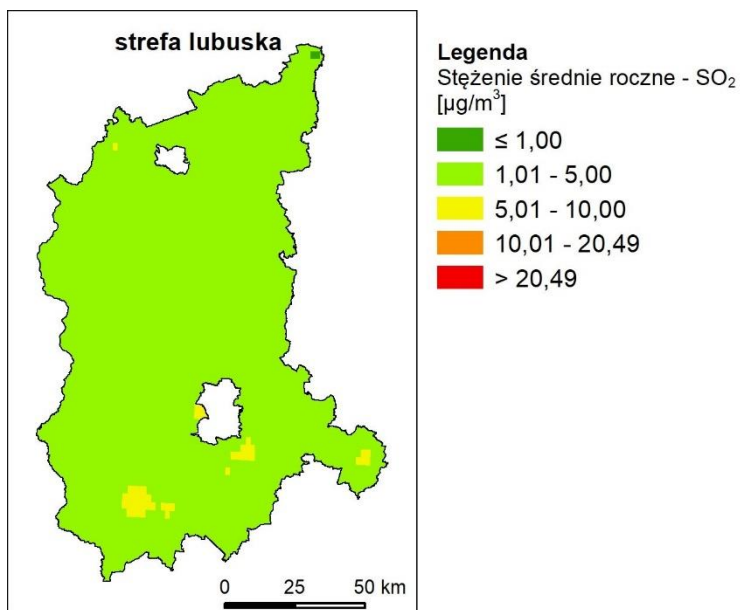 strefa lubuska
Legenda
Stężenie średnie roczne - SO₂
[µg/m³]
≤ 1,00
1,01 - 5,00
5,01 - 10,00
10,01 - 20,49
> 20,49
0 25 50 km